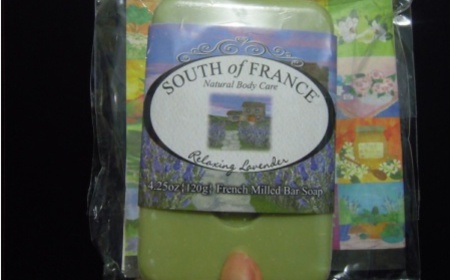 SOUTH of FRANCE
Natural Body Care
Relaxing Lavender
4.25oz {120g} French Milled Bar Soap